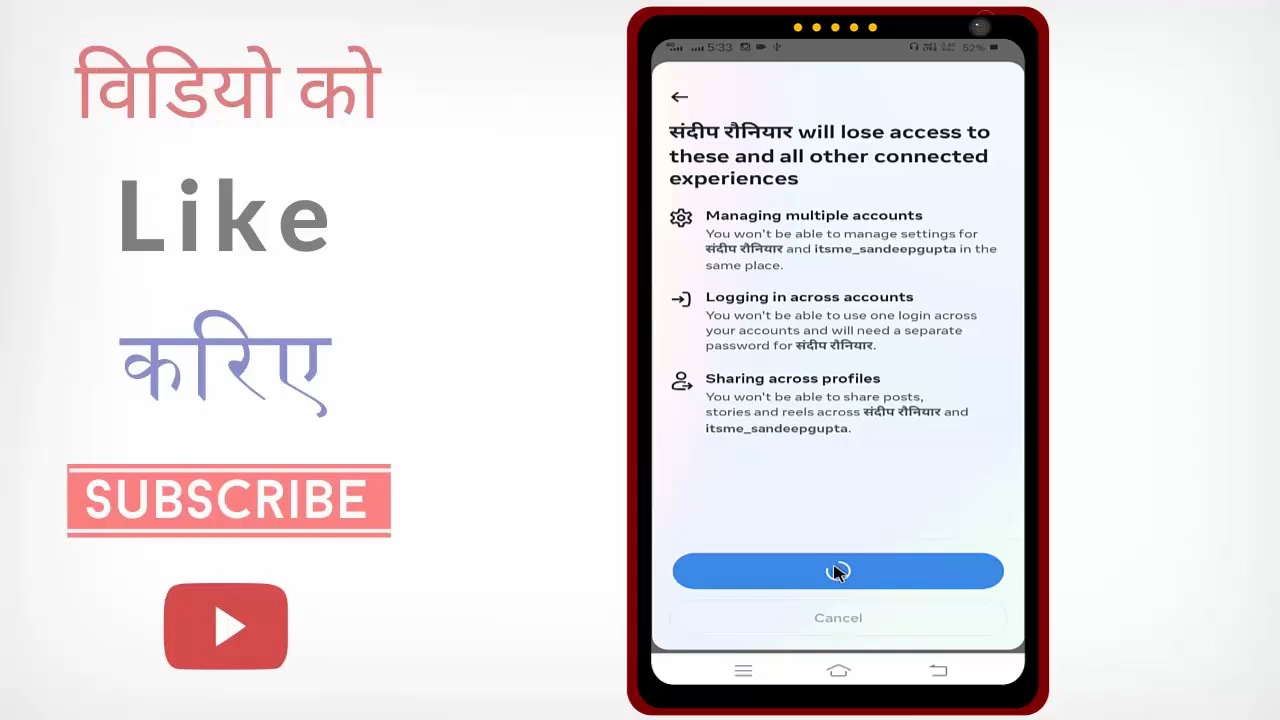 विडियो को
Like
करिए
SUBSCRIBE
5:33
52%
संदीप रौनियार will lose access to
these and all other connected
experiences
Managing multiple accounts
You won't be able to manage settings for
संदीप रौनियार and itsme_sandeepgupta in the
same place.
Logging in across accounts
You won't be able to use one login across
your accounts and will need a separate
password for संदीप रौनियार.
Sharing across profiles
You won't be able to share posts,
stories and reels across संदीप रौनियार and
itsme_sandeepgupta.
Cancel